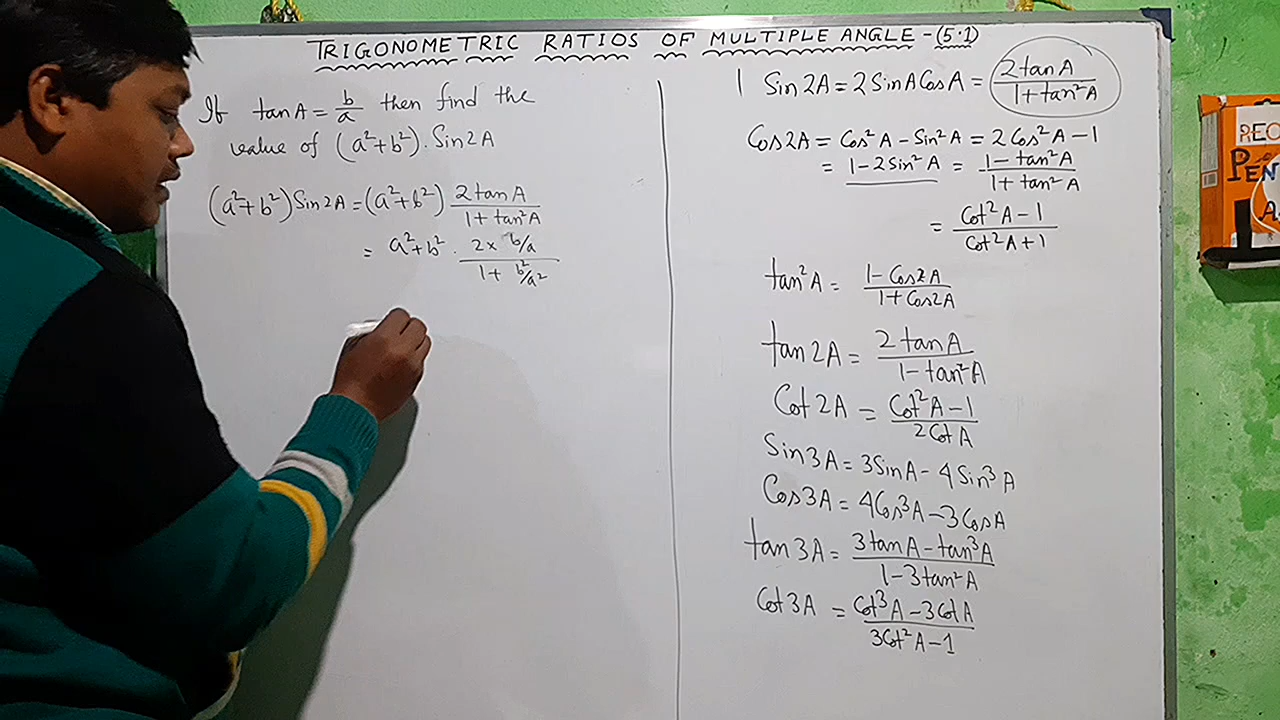 TRIGONOMETRIC RATIOS OF MULTIPLE ANGLE - (5.1)
If tanA = b/a then find the
value of (a²+b²).Sin2A
(a²+b²)Sin2A = (a²+b²) 2tanA / 1+tan²A
= a²+b² . 2× b/a / 1+ b²/a²
1 Sin2A = 2SinACosA = 2tanA / 1+tan²A
Cos2A = Cos²A - Sin²A = 2Cos²A - 1
= 1-2Sin²A = 1-tan²A / 1+tan²A
= Cot²A-1 / Cot²A+1
tan²A = 1-Cos2A / 1+Cos2A
tan2A = 2tanA / 1-tan²A
Cot2A = Cot²A-1 / 2CotA
Sin3A = 3SinA - 4Sin³A
Cos3A = 4Cos³A - 3CosA
tan3A = 3tanA - tan³A / 1-3tan²A
Cot3A = Cot³A - 3CotA / 3Cot²A-1
PEN